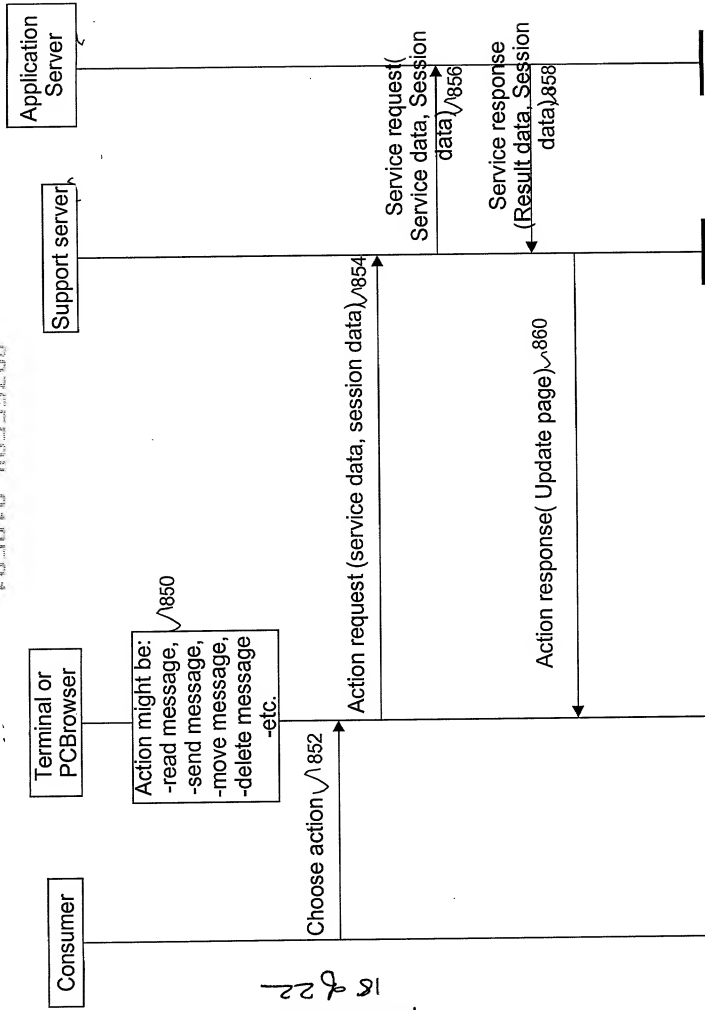 Consumer
Terminal or
PCBrowser
Support server
Application
Server
Action might be:
-read message,
-send message,
-move message,
-delete message
-etc.
850
Choose action 852
Action request (service data, session data) 854
Service request(
Service data, Session
data) 856
Service response
(Result data, Session
data) 858
Action response( Update page) 860
18 of 22